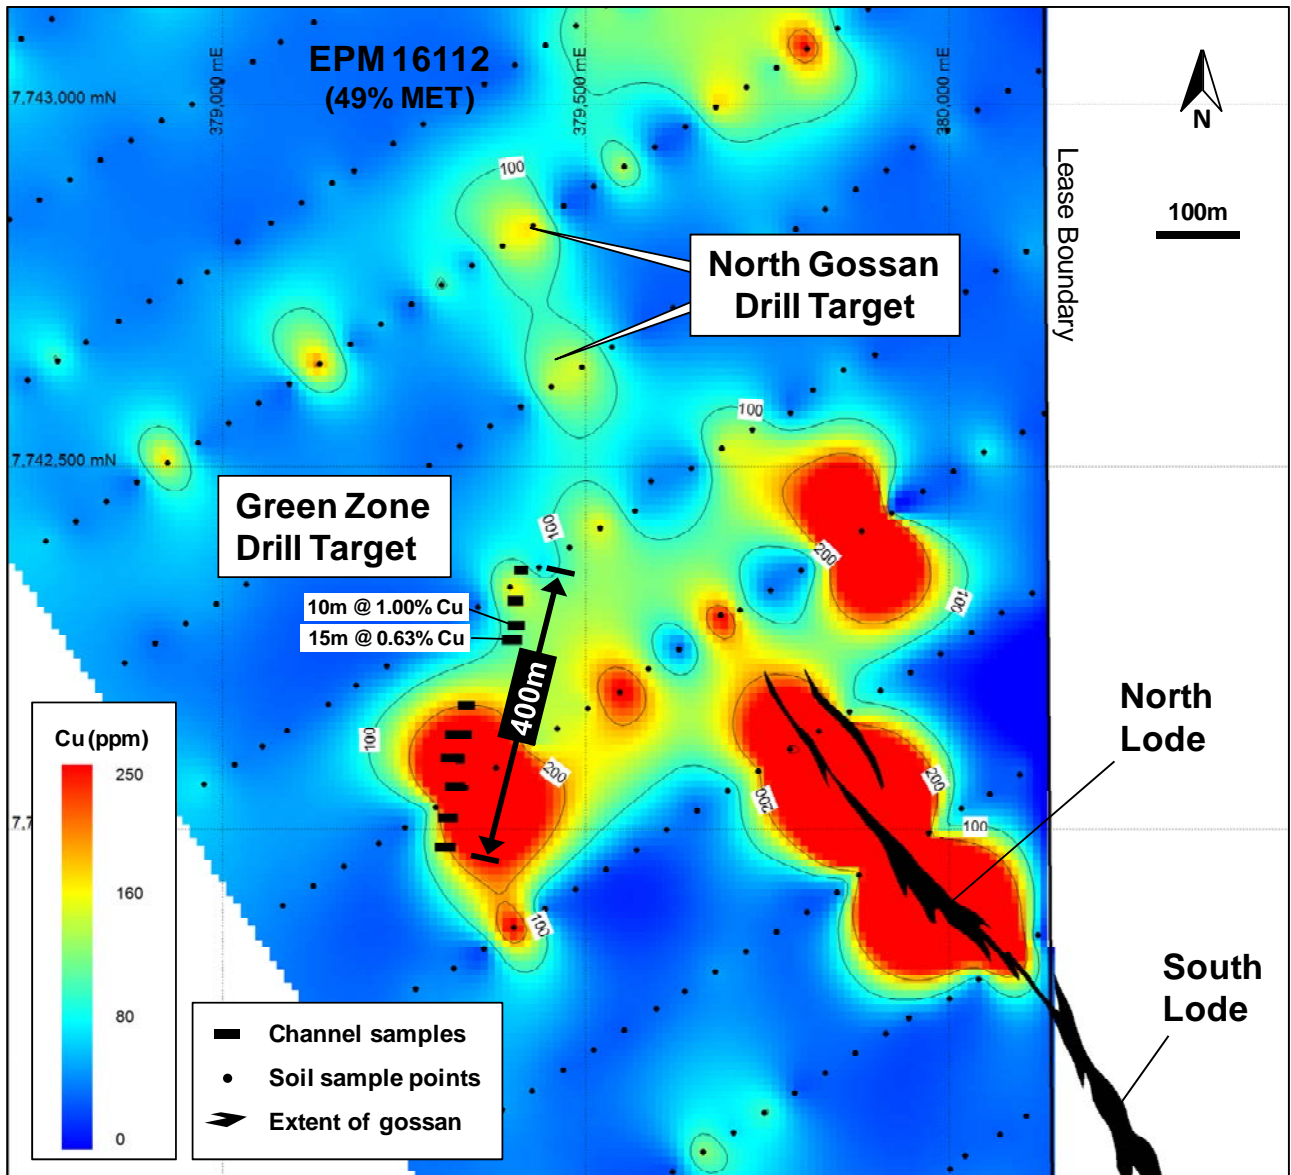 EPM 16112
(49% MET)
379,000 mE
379,500 mE
380,000 mE
7,743,000 mN
N
100m
Lease Boundary
100
North Gossan
Drill Target
100
7,742,500 mN
Green Zone
Drill Target
100
200
100
10m @ 1.00% Cu
15m @ 0.63% Cu
400m
North
Lode
100
200
200
200
100
Cu (ppm)
250
160
80
0
100
South
Lode
Channel samples
Soil sample points
Extent of gossan